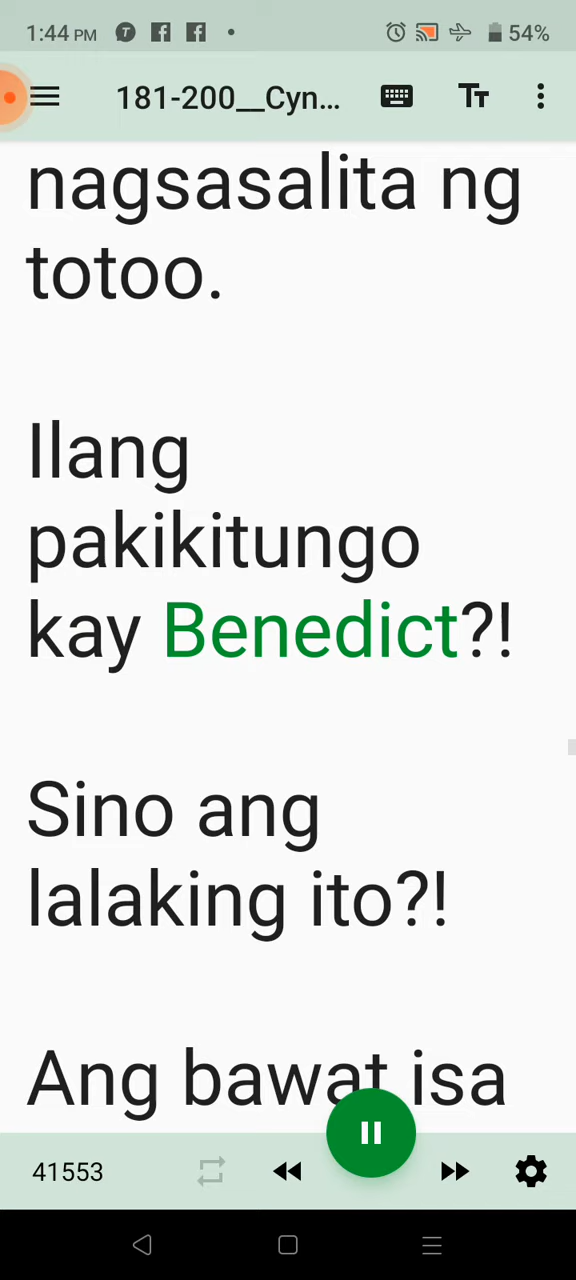 1:44 PM
54%
181-200__Cyn...
Tт
nagsasalita ng
totoo.
Ilang
pakikitungo
kay Benedict?!
Sino ang
lalaking ito?!
Ang bawat isa
41553